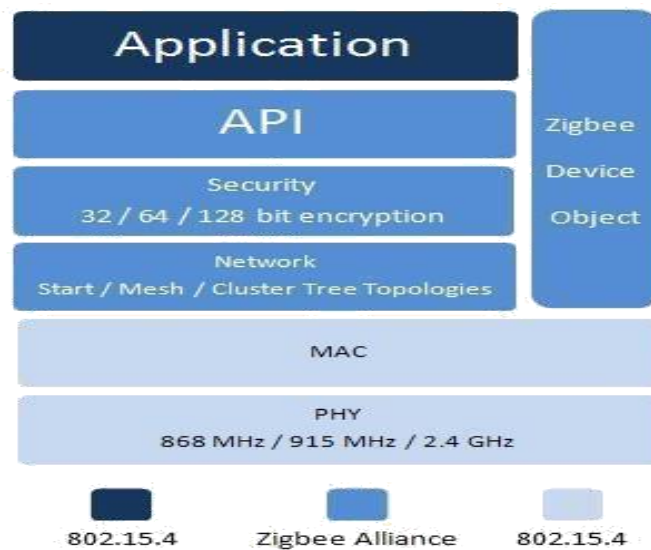 Application
API
Security
32 / 64 / 128 bit encryption
Network
Start / Mesh / Cluster Tree Topologies
Zigbee
Device
Object
MAC
PHY
868 MHz / 915 MHz / 2.4 GHz
802.15.4
Zigbee Alliance
802.15.4